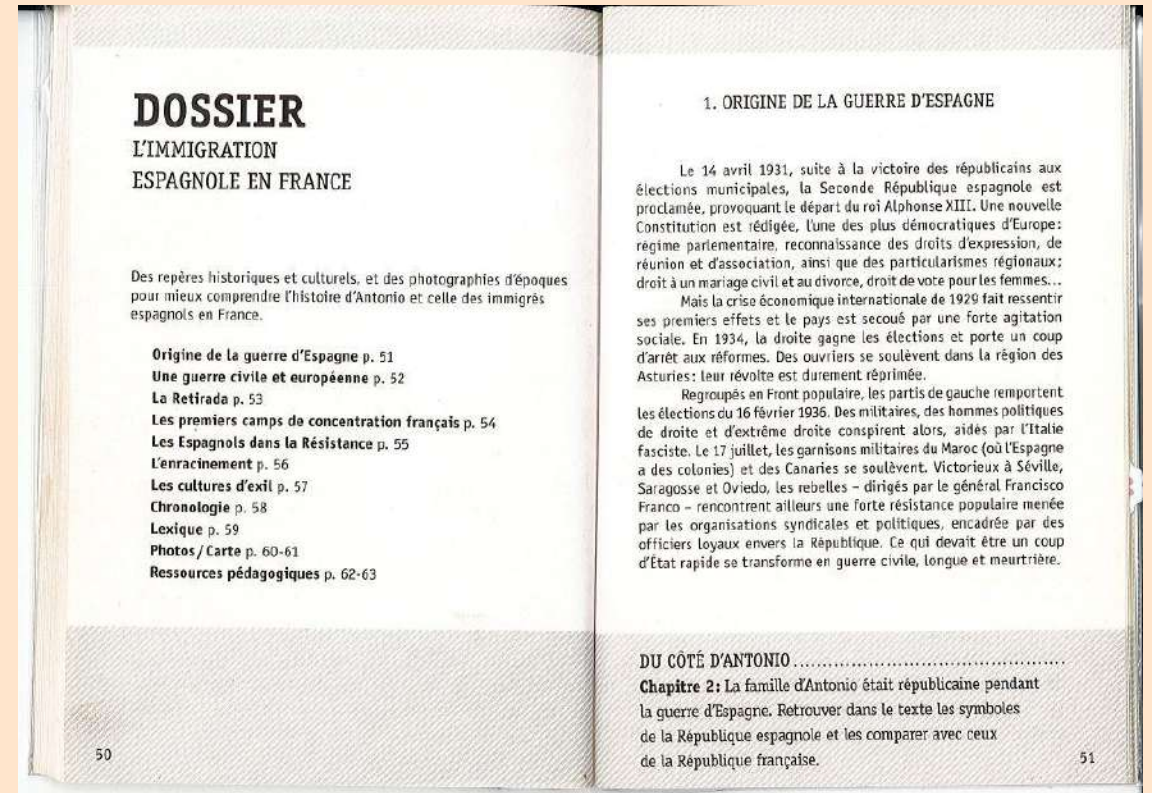 DOSSIER
L'IMMIGRATION
ESPAGNOLE EN FRANCE
Des repères historiques et culturels, et des photographies d'époques
pour mieux comprendre l'histoire d'Antonio et celle des immigrés
espagnols en France.
Origine de la guerre d'Espagne p. 51
Une guerre civile et européenne p. 52
La Retirada p. 53
Les premiers camps de concentration français p. 54
Les Espagnols dans la Résistance p. 55
L'enracinement p. 56
Les cultures d'exil p. 57
Chronologie p. 58
Lexique p. 59
Photos / Carte p. 60-61
Ressources pédagogiques p. 62-63
50
1. ORIGINE DE LA GUERRE D'ESPAGNE
Le 14 avril 1931, suite à la victoire des républicains aux
élections municipales, la Seconde République espagnole est
proclamée, provoquant le départ du roi Alphonse XIII. Une nouvelle
Constitution est rédigée, l'une des plus démocratiques d'Europe:
régime parlementaire, reconnaissance des droits d'expression, de
réunion et d'association, ainsi que des particularismes régionaux;
droit à un mariage civil et au divorce, droit de vote pour les femmes...
Mais la crise économique internationale de 1929 fait ressentir
ses premiers effets et le pays est secoué par une forte agitation
sociale. En 1934, la droite gagne les élections et porte un coup
d'arrêt aux réformes. Des ouvriers se soulèvent dans la région des
Asturies: leur révolte est durement réprimée.
Regroupés en Front populaire, les partis de gauche remportent
les élections du 16 février 1936. Des militaires, des hommes politiques
de droite et d'extrême droite conspirent alors, aidés par l'Italie
fasciste. Le 17 juillet, les garnisons militaires du Maroc (où l'Espagne
a des colonies) et des Canaries se soulèvent. Victorieux à Séville,
Saragosse et Oviedo, les rebelles – dirigés par le général Francisco
Franco – rencontrent ailleurs une forte résistance populaire menée
par les organisations syndicales et politiques, encadrée par des
officiers loyaux envers la République. Ce qui devait être un coup
d'État rapide se transforme en guerre civile, longue et meurtrière.
DU CÔTÉ D'ANTONIO..............................................
Chapitre 2: La famille d'Antonio était républicaine pendant
la guerre d'Espagne. Retrouver dans le texte les symboles
de la République espagnole et les comparer avec ceux
de la République française.
51